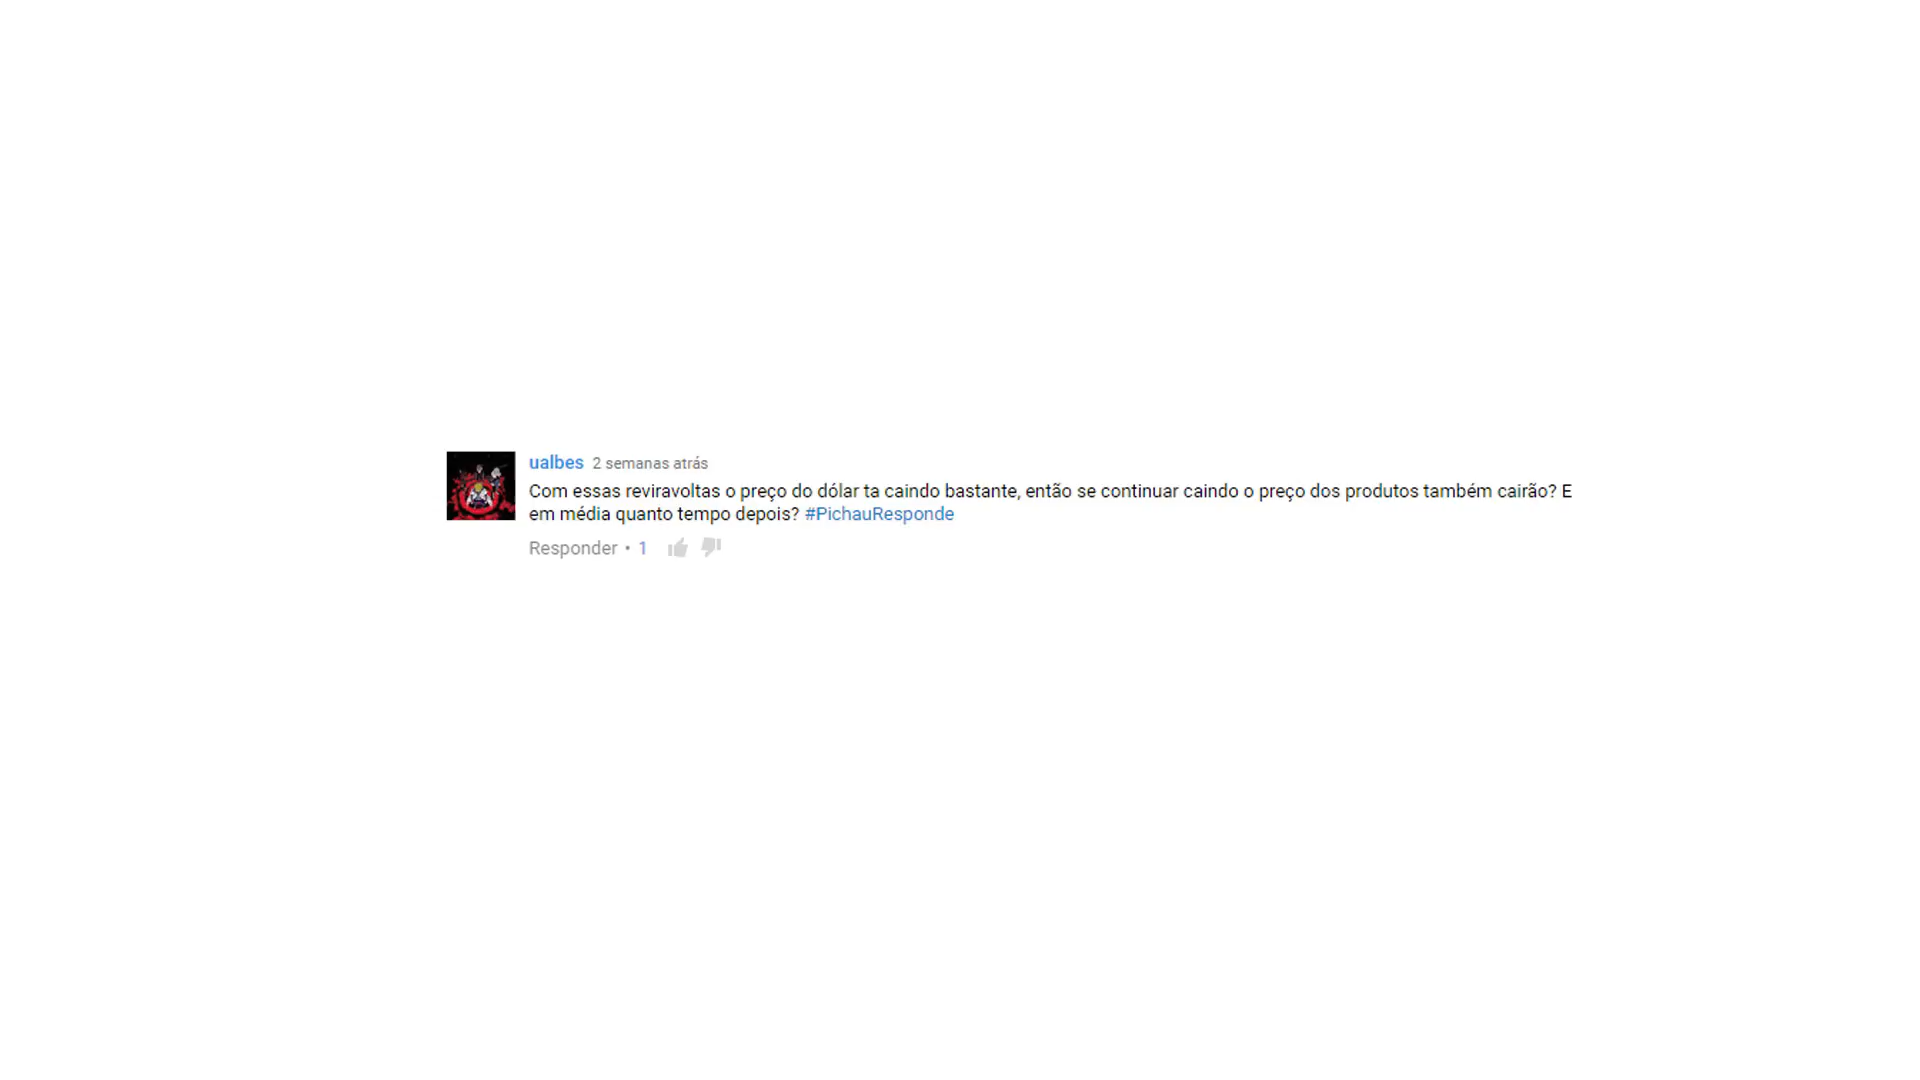 ualbes 2 semanas atrás
Com essas reviravoltas o preço do dólar ta caindo bastante, então se continuar caindo o preço dos produtos também cairão? E
em média quanto tempo depois? #PichauResponde
Responder • 1